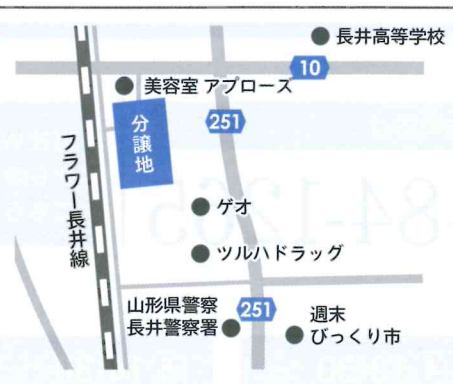 長井高等学校
10
美容室 アプローズ
分譲地
251
フラワー長井線
ゲオ
ツルハドラッグ
山形県警察
長井警察署
251
週末
びっくり市